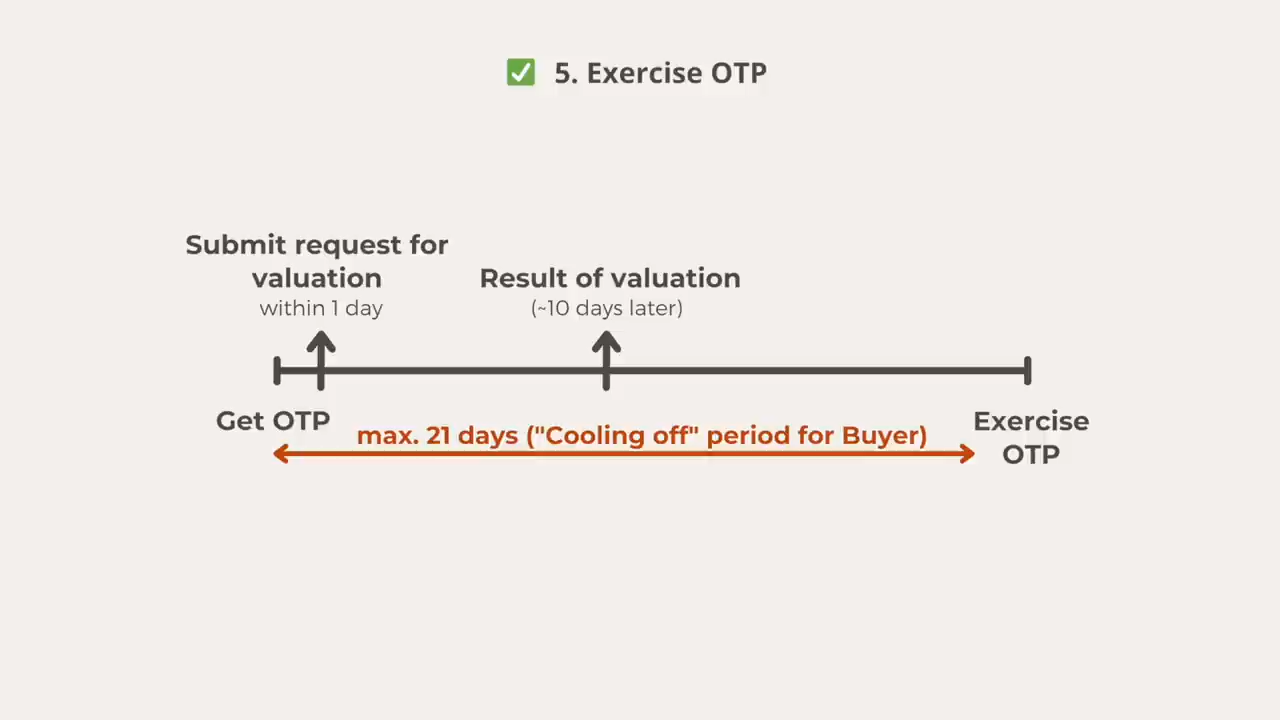 ✅ 5. Exercise OTP
Submit request for
valuation
within 1 day
Result of valuation
(~10 days later)
Get OTP
max. 21 days ("Cooling off" period for Buyer)
Exercise
OTP